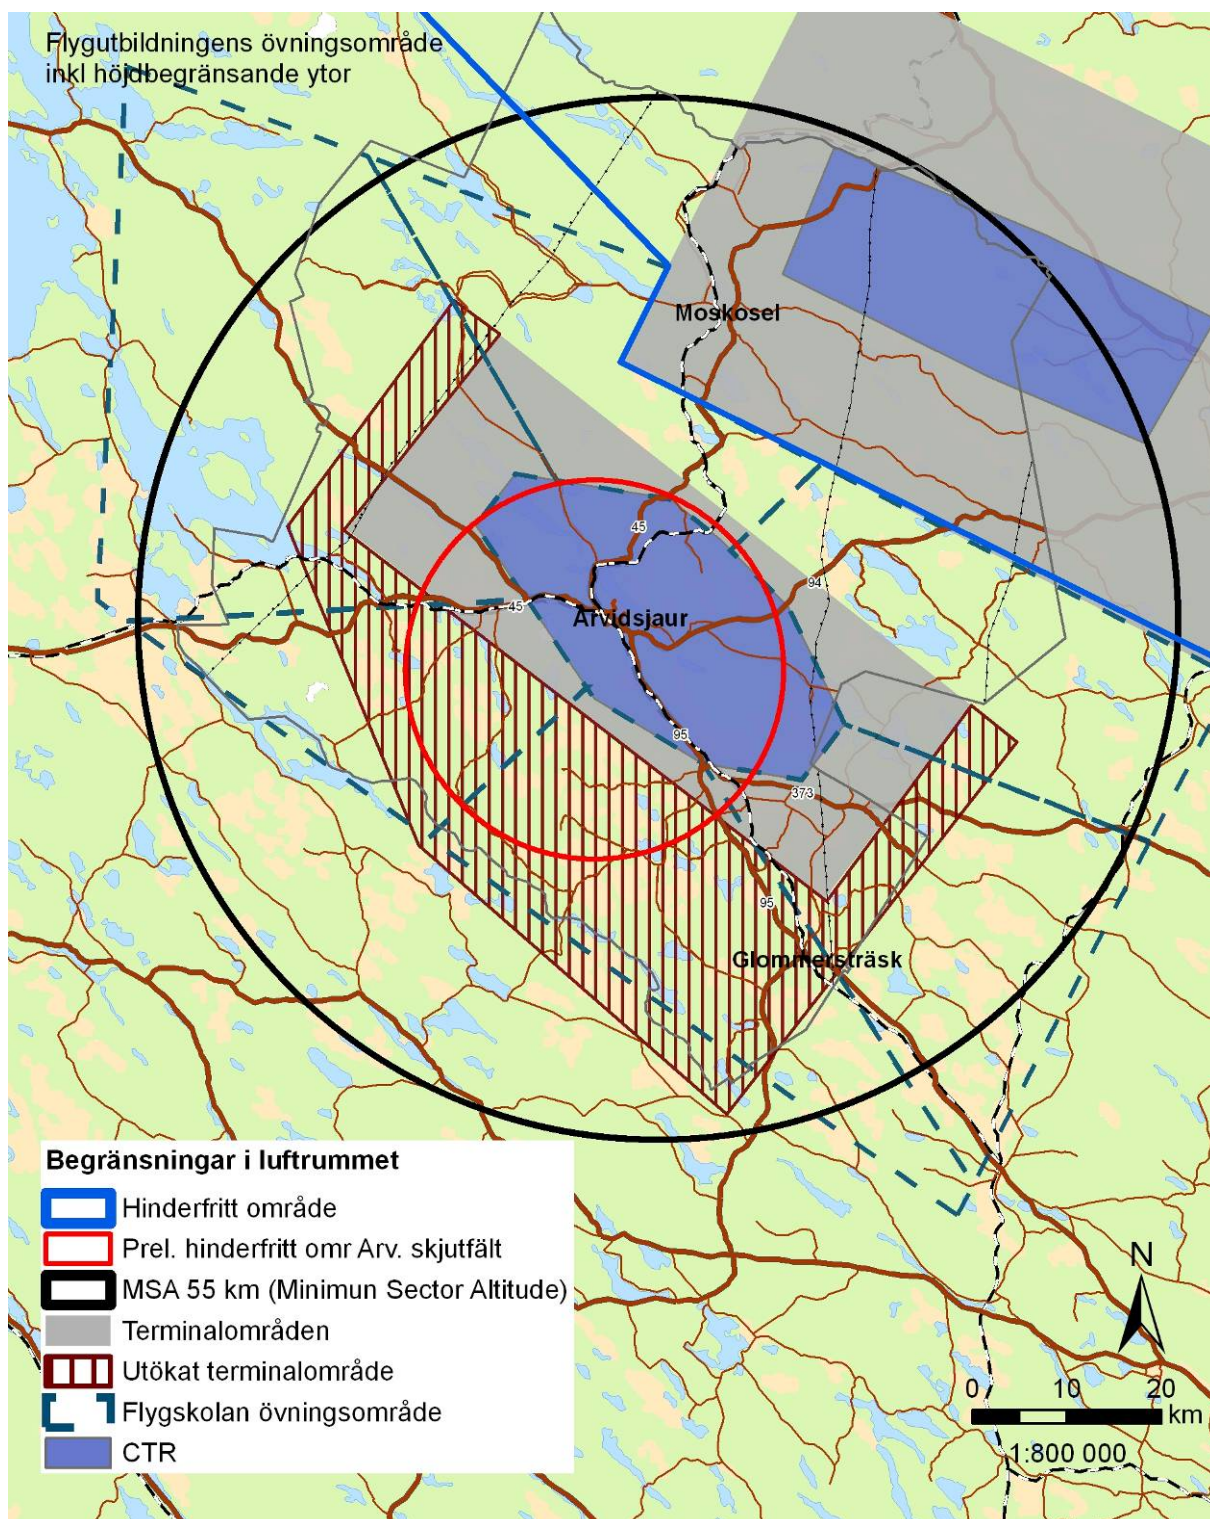 Flygutbildningens övningsområde
inkl höjdbegränsande ytor
Moskosel
45
94
45
Arvidsjaur
95
373
95
Glommersträsk
Begränsningar i luftrummet
Hinderfritt område
Prel. hinderfritt omr Arv. skjutfält
MSA 55 km (Minimun Sector Altitude)
Terminalområden
Utökat terminalområde
Flygskolan övningsområde
CTR
N
0 10 20
km
1:800 000